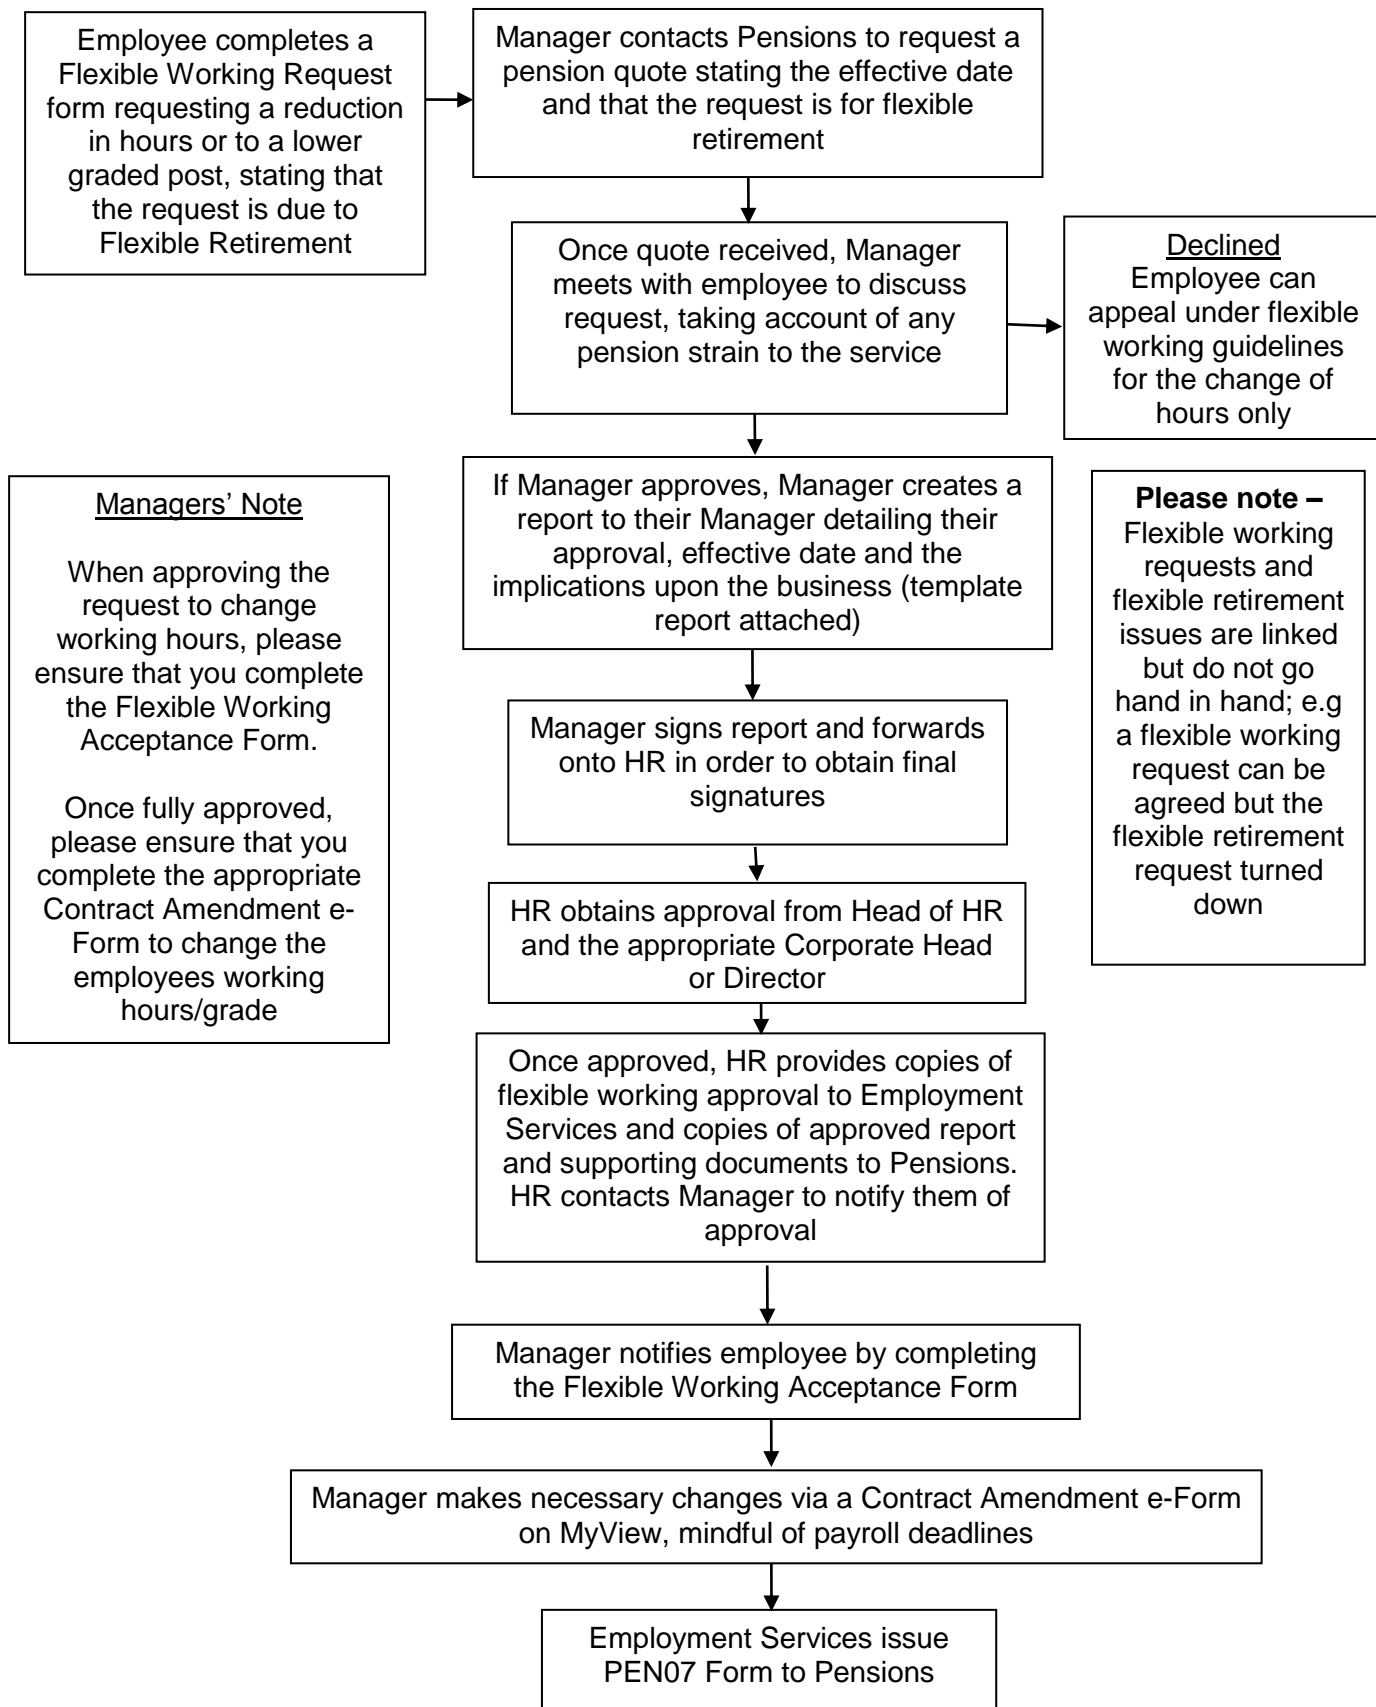 Employee completes a
Flexible Working Request
form requesting a reduction
in hours or to a lower
graded post, stating that
the request is due to
Flexible Retirement
Manager contacts Pensions to request a
pension quote stating the effective date
and that the request is for flexible
retirement
Once quote received, Manager
meets with employee to discuss
request, taking account of any
pension strain to the service
Declined
Employee can
appeal under flexible
working guidelines
for the change of
hours only
If Manager approves, Manager creates a
report to their Manager detailing their
approval, effective date and the
implications upon the business (template
report attached)
Managers’ Note
When approving the
request to change
working hours, please
ensure that you complete
the Flexible Working
Acceptance Form.
Once fully approved,
please ensure that you
complete the appropriate
Contract Amendment e-
Form to change the
employees working
hours/grade
Please note –
Flexible working
requests and
flexible retirement
issues are linked
but do not go
hand in hand; e.g
a flexible working
request can be
agreed but the
flexible retirement
request turned
down
Manager signs report and forwards
onto HR in order to obtain final
signatures
HR obtains approval from Head of HR
and the appropriate Corporate Head
or Director
Once approved, HR provides copies of
flexible working approval to Employment
Services and copies of approved report
and supporting documents to Pensions.
HR contacts Manager to notify them of
approval
Manager notifies employee by completing
the Flexible Working Acceptance Form
Manager makes necessary changes via a Contract Amendment e-Form
on MyView, mindful of payroll deadlines
Employment Services issue
PEN07 Form to Pensions